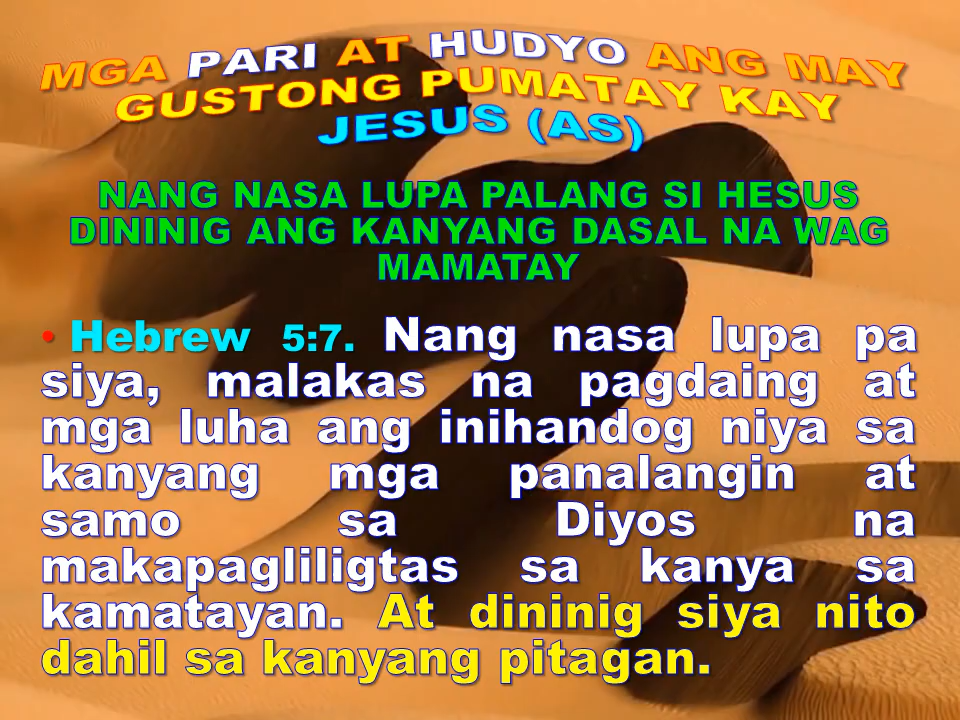 MGA PARI AT HUDYO ANG MAY
GUSTONG PUMATAY KAY
JESUS (AS)
NANG NASA LUPA PALANG SI HESUS
DININIG ANG KANYANG DASAL NA WAG
MAMATAY
• Hebrew 5:7. Nang nasa lupa pa
siya, malakas na pagdaing at
mga luha ang inihandog niya sa
kanyang mga panalangin at
samo sa Diyos na
makapagliligtas sa kanya sa
kamatayan. At dininig siya nito
dahil sa kanyang pitagan.